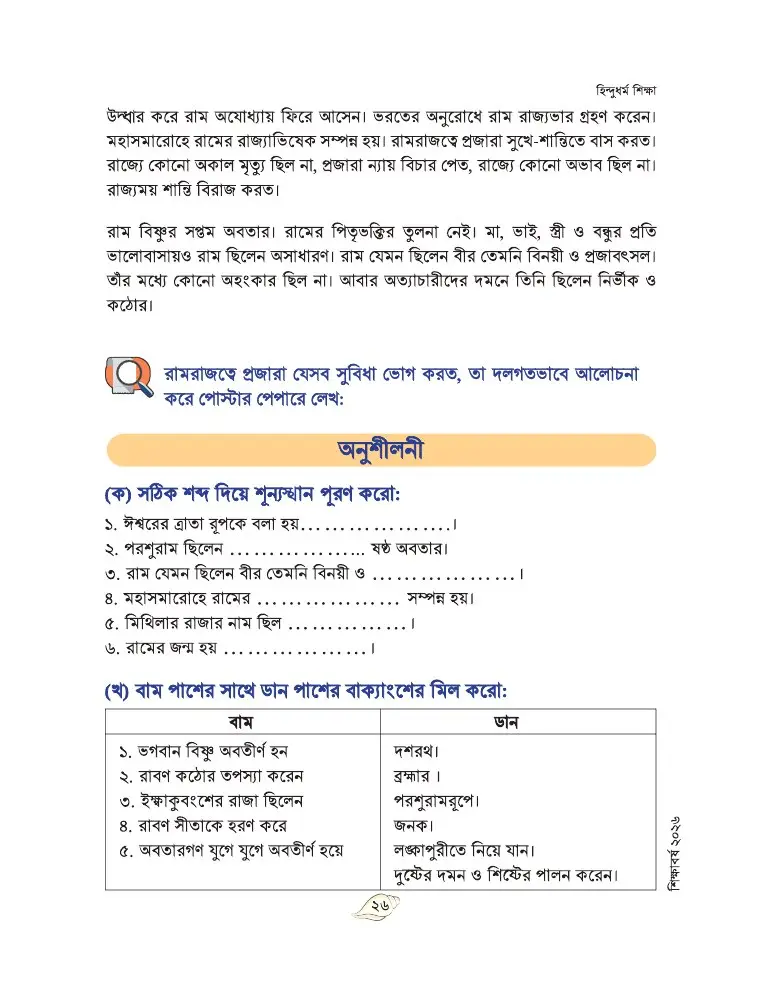 হিন্দুধর্ম শিক্ষা
উদ্ধার করে রাম অযোধ্যায় ফিরে আসেন। ভরতের অনুরোধে রাম রাজ্যভার গ্রহণ করেন।
মহাসমারোহে রামের রাজ্যাভিষেক সম্পন্ন হয়। রামরাজত্বে প্রজারা সুখে-শান্তিতে বাস করত।
রাজ্যে কোনো অকাল মৃত্যু ছিল না, প্রজারা ন্যায় বিচার পেত, রাজ্যে কোনো অভাব ছিল না।
রাজ্যময় শান্তি বিরাজ করত।
রাম বিষ্ণুর সপ্তম অবতার। রামের পিতৃভক্তির তুলনা নেই। মা, ভাই, স্ত্রী ও বন্ধুর প্রতি
ভালোবাসায়ও রাম ছিলেন অসাধারণ। রাম যেমন ছিলেন বীর তেমনি বিনয়ী ও প্রজাবৎসল।
তাঁর মধ্যে কোনো অহংকার ছিল না। আবার অত্যাচারীদের দমনে তিনি ছিলেন নির্ভীক ও
কঠোর।
রামরাজত্বে প্রজারা যেসব সুবিধা ভোগ করত, তা দলগতভাবে আলোচনা
করে পোস্টার পেপারে লেখ:
অনুশীলনী
(ক) সঠিক শব্দ দিয়ে শূন্যস্থান পূরণ করো:
১. ঈশ্বরের ত্রাতা রূপকে বলা হয়... ... ... ... ... ....।
২. পরশুরাম ছিলেন ... ... ... ... ...... ষষ্ঠ অবতার।
৩. রাম যেমন ছিলেন বীর তেমনি বিনয়ী ও ... ... ... ... ... ...।
৪. মহাসমারোহে রামের ... ... ... ... ... ... সম্পন্ন হয়।
৫. মিথিলার রাজার নাম ছিল ... ... ... ... ...।
৬. রামের জন্ম হয় ... ... ... ... ... ...।
(খ) বাম পাশের সাথে ডান পাশের বাক্যাংশের মিল করো:
বাম ডান
১. ভগবান বিষ্ণু অবতীর্ণ হন দশরথ।
২. রাবণ কঠোর তপস্যা করেন ব্রহ্মার ।
৩. ইক্ষ্বাকুবংশের রাজা ছিলেন পরশুরামরূপে।
৪. রাবণ সীতাকে হরণ করে জনক।
৫. অবতারগণ যুগে যুগে অবতীর্ণ হয়ে লঙ্কাপুরীতে নিয়ে যান।
দুষ্টের দমন ও শিষ্টের পালন করেন।
২৬
শিক্ষাবর্ষ ২০২৬